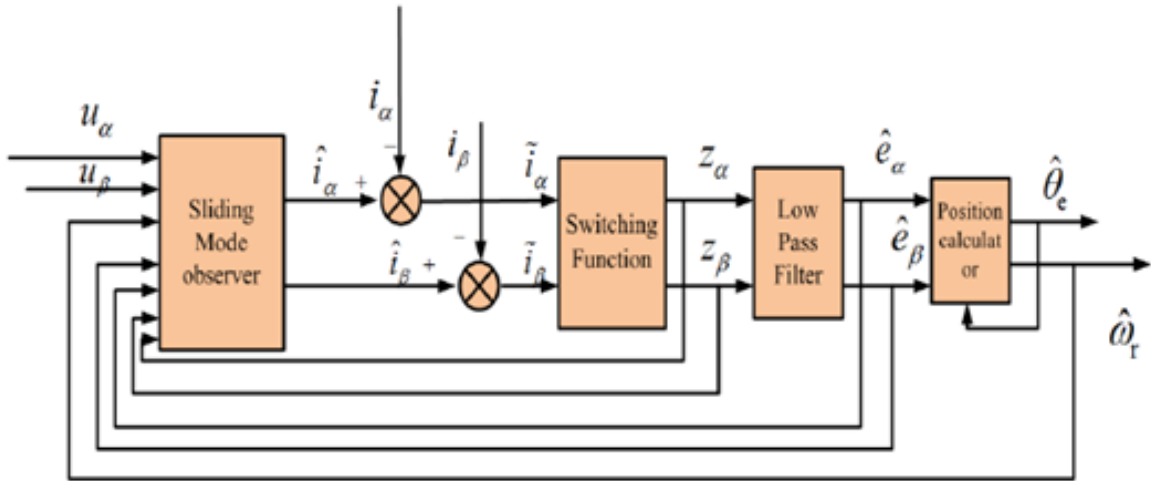 u_α
u_β
i_α
−
i_β
−
î_α
+
î_β
+
ĩ_α
ĩ_β
Sliding
Mode
observer
Switching
Function
z_α
z_β
Low
Pass
Filter
ê_α
ê_β
Position
calculat
or
θ̂_e
ω̂_r